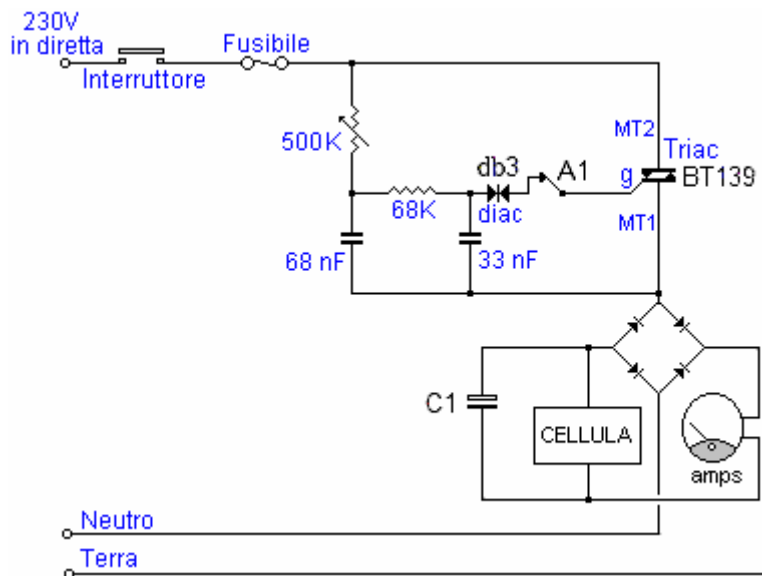 230V
in diretta
Interruttore
Fusibile
500K
68K
68 nF
33 nF
db3
diac
A1
MT2
Triac
g
BT139
MT1
C1
CELLULA
amps
Neutro
Terra